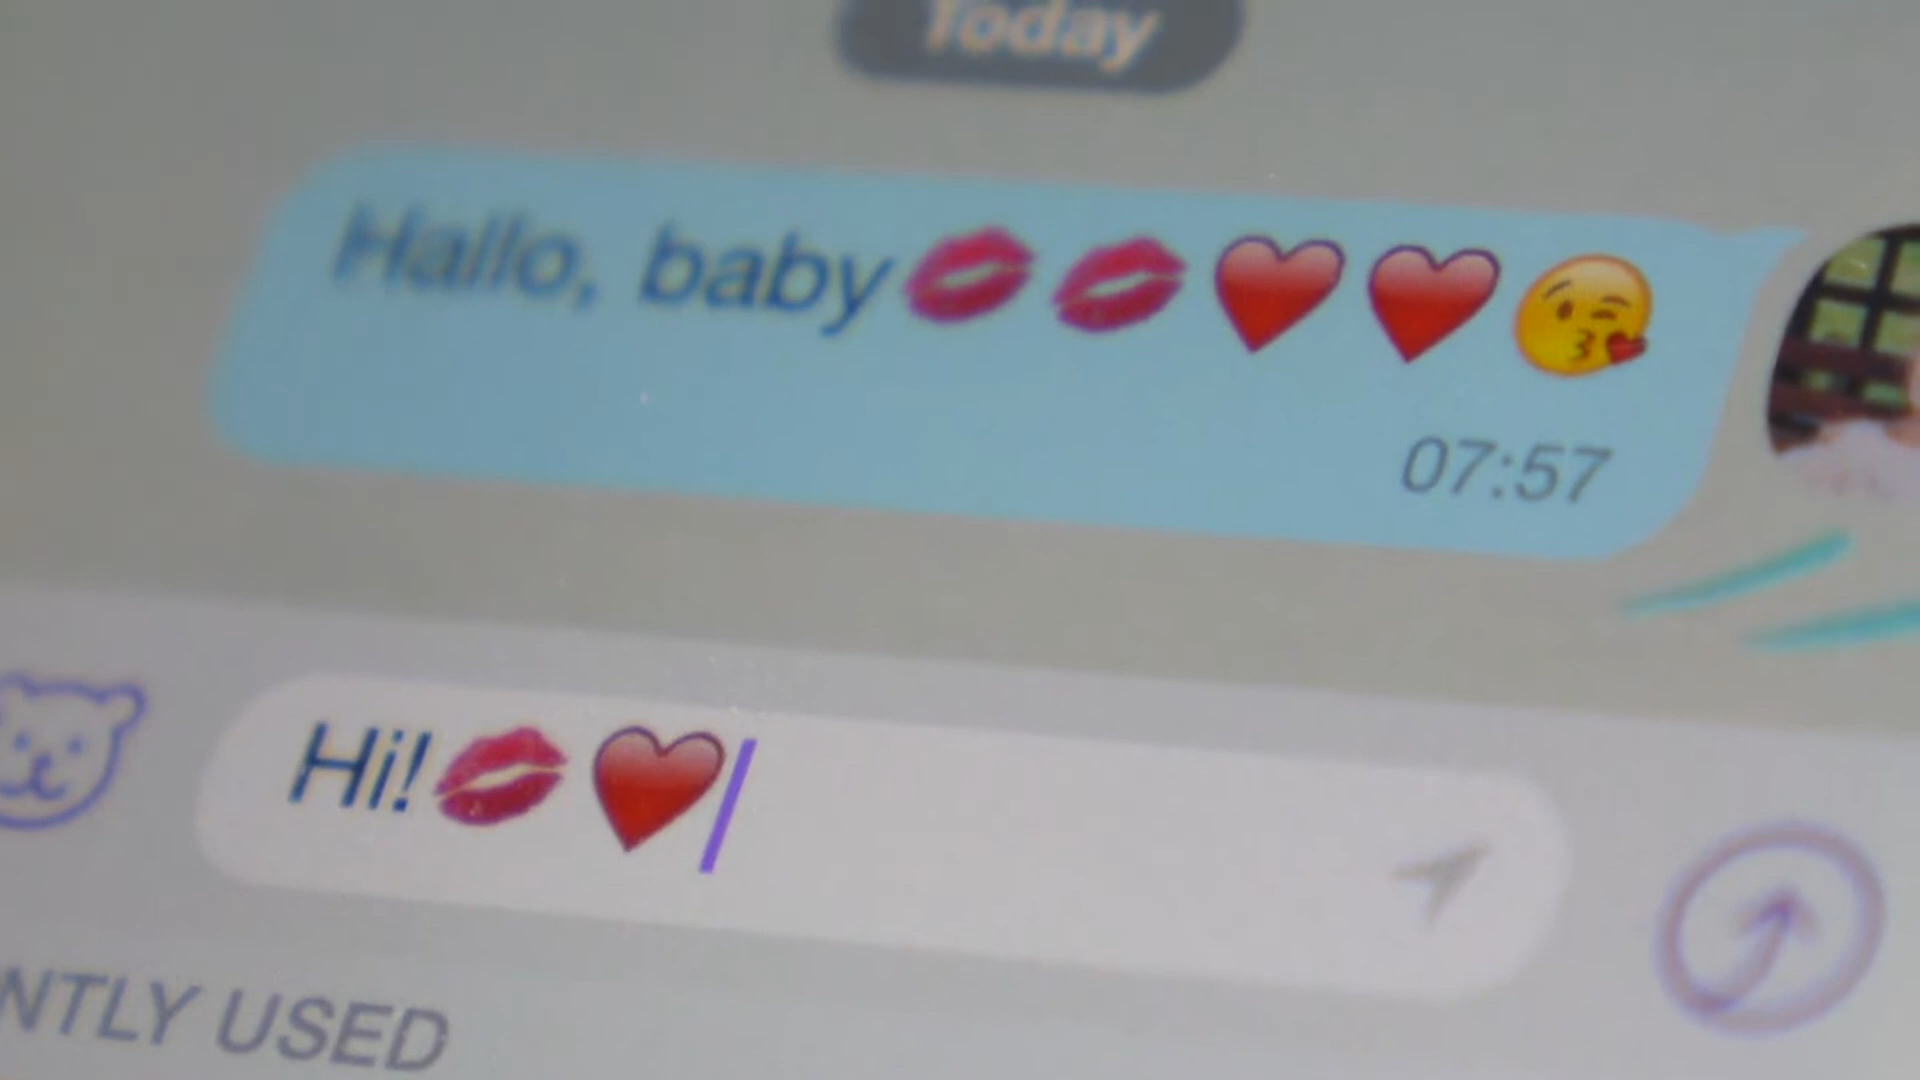 Today
Hallo, baby💋💋❤️❤️😘
07:57
Hi!💋❤️
NTLY USED